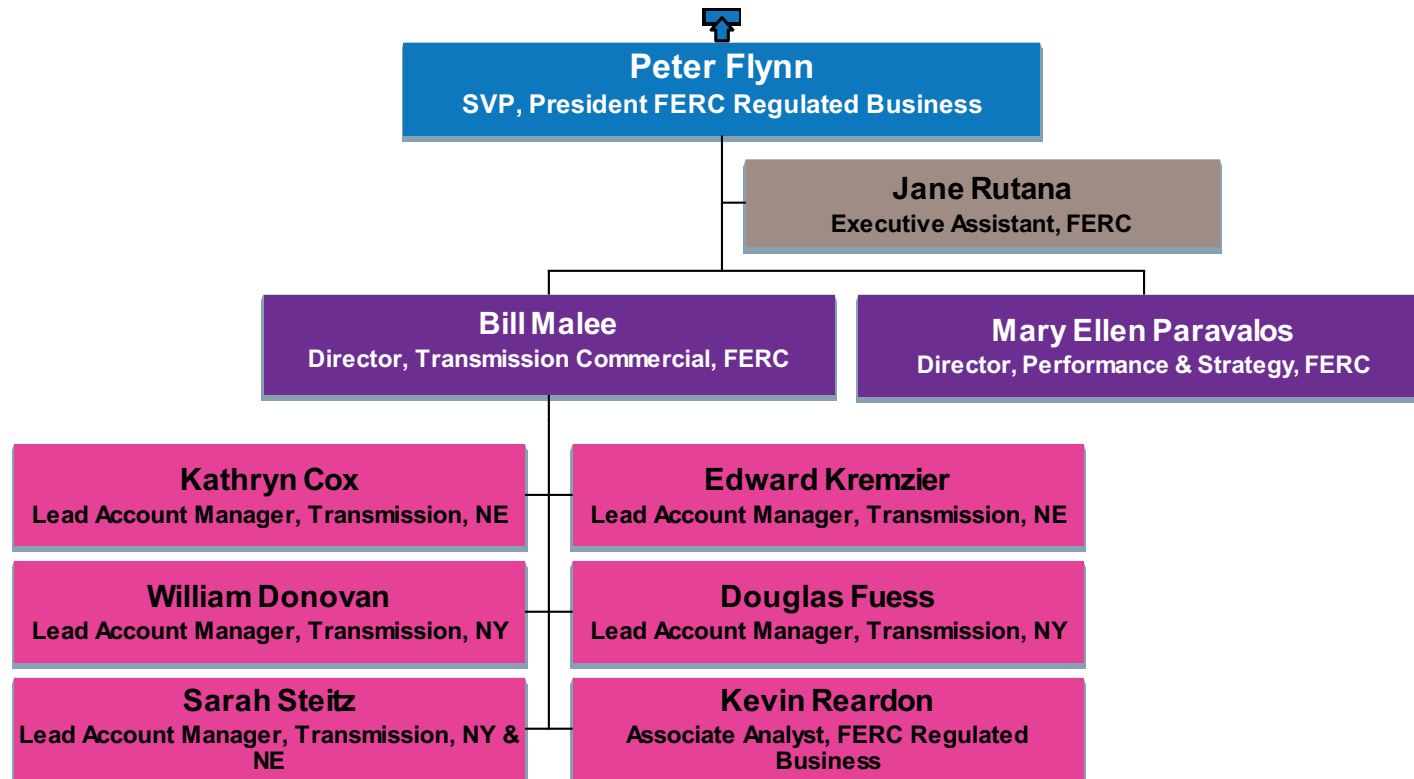 Peter Flynn
SVP, President FERC Regulated Business
Jane Rutana
Executive Assistant, FERC
Bill Malee
Director, Transmission Commercial, FERC
Mary Ellen Paravalos
Director, Performance & Strategy, FERC
Kathryn Cox
Lead Account Manager, Transmission, NE
Edward Kremzier
Lead Account Manager, Transmission, NE
William Donovan
Lead Account Manager, Transmission, NY
Douglas Fuess
Lead Account Manager, Transmission, NY
Sarah Steitz
Lead Account Manager, Transmission, NY &
NE
Kevin Reardon
Associate Analyst, FERC Regulated
Business